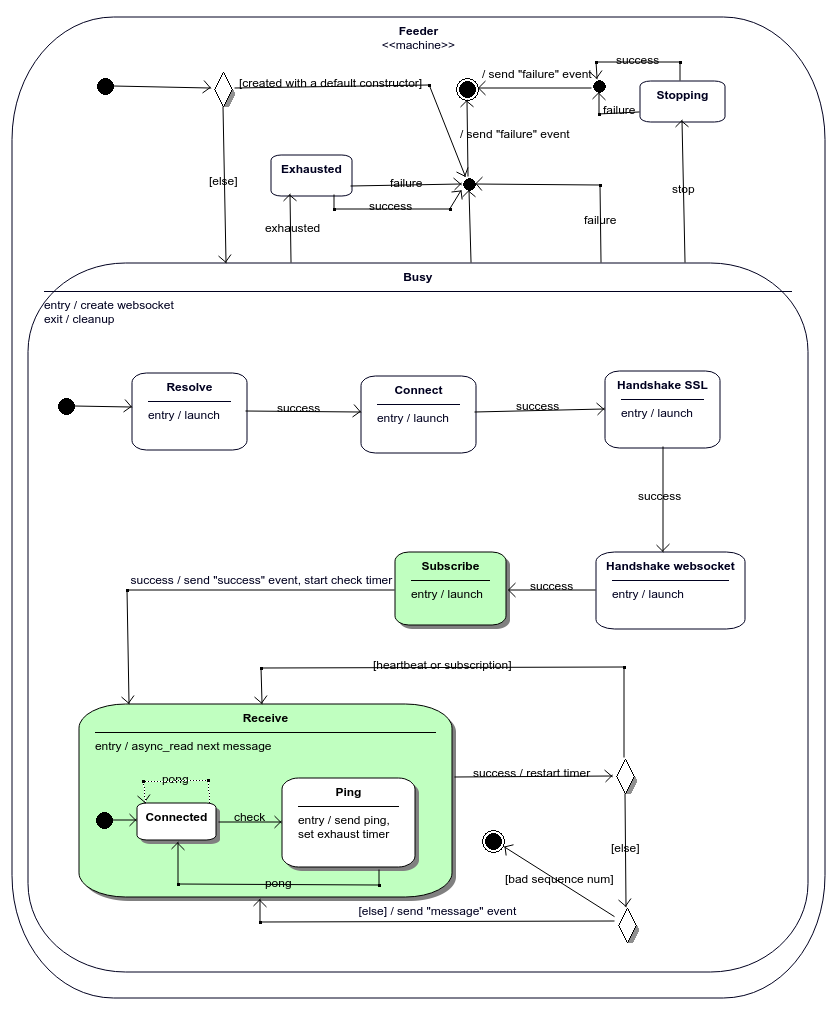 Feeder
<<machine>>
success
/ send "failure" event
[created with a default constructor]
Stopping
failure
/ send "failure" event
Exhausted
[else]
failure
stop
success
failure
exhausted
Busy
entry / create websocket
exit / cleanup
Resolve
entry / launch
success
Connect
entry / launch
success
Handshake SSL
entry / launch
success
Handshake websocket
entry / launch
success
Subscribe
entry / launch
success / send "success" event, start check timer
[heartbeat or subscription]
Receive
entry / async_read next message
success / restart timer
pong
Connected
check
Ping
entry / send ping,
set exhaust timer
pong
[else]
[bad sequence num]
[else] / send "message" event